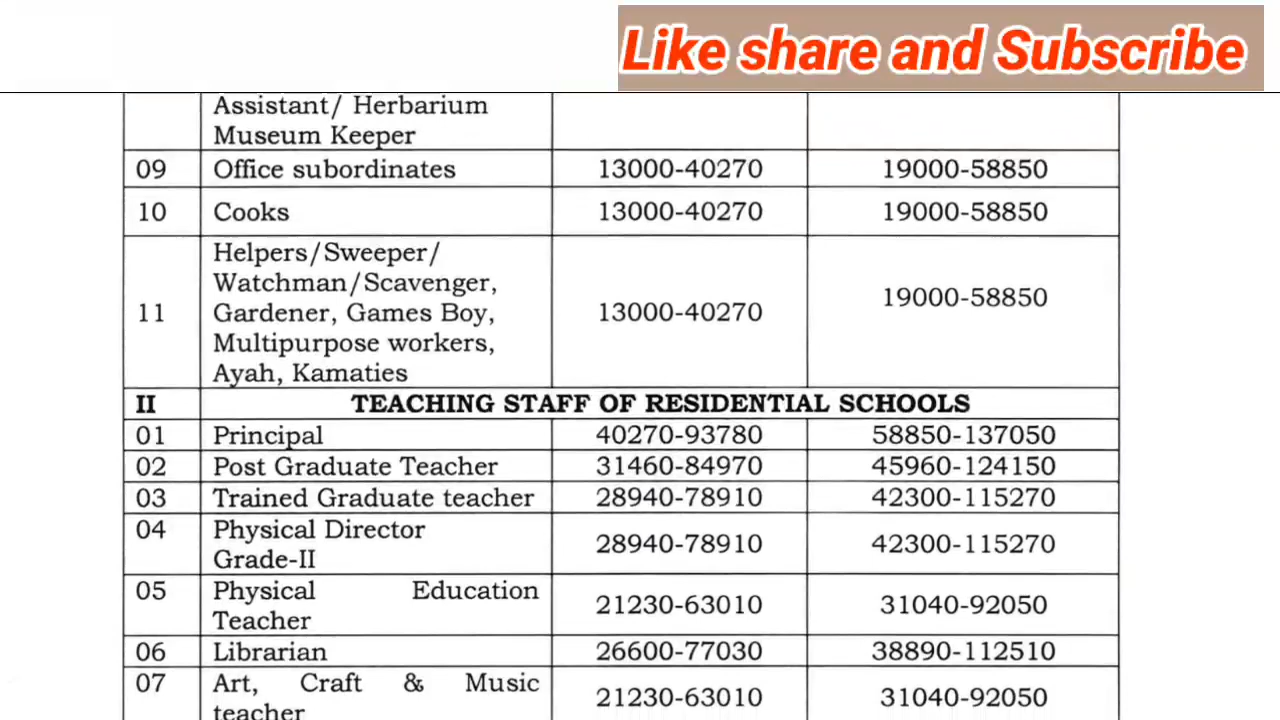 Like share and Subscribe
Assistant/ Herbarium
Museum Keeper
09 Office subordinates 13000-40270 19000-58850
10 Cooks 13000-40270 19000-58850
Helpers/Sweeper/
Watchman/Scavenger,
11 Gardener, Games Boy, 13000-40270 19000-58850
Multipurpose workers,
Ayah, Kamaties
II TEACHING STAFF OF RESIDENTIAL SCHOOLS
01 Principal 40270-93780 58850-137050
02 Post Graduate Teacher 31460-84970 45960-124150
03 Trained Graduate teacher 28940-78910 42300-115270
04 Physical Director
Grade-II 28940-78910 42300-115270
05 Physical Education
Teacher 21230-63010 31040-92050
06 Librarian 26600-77030 38890-112510
07 Art, Craft & Music
teacher 21230-63010 31040-92050